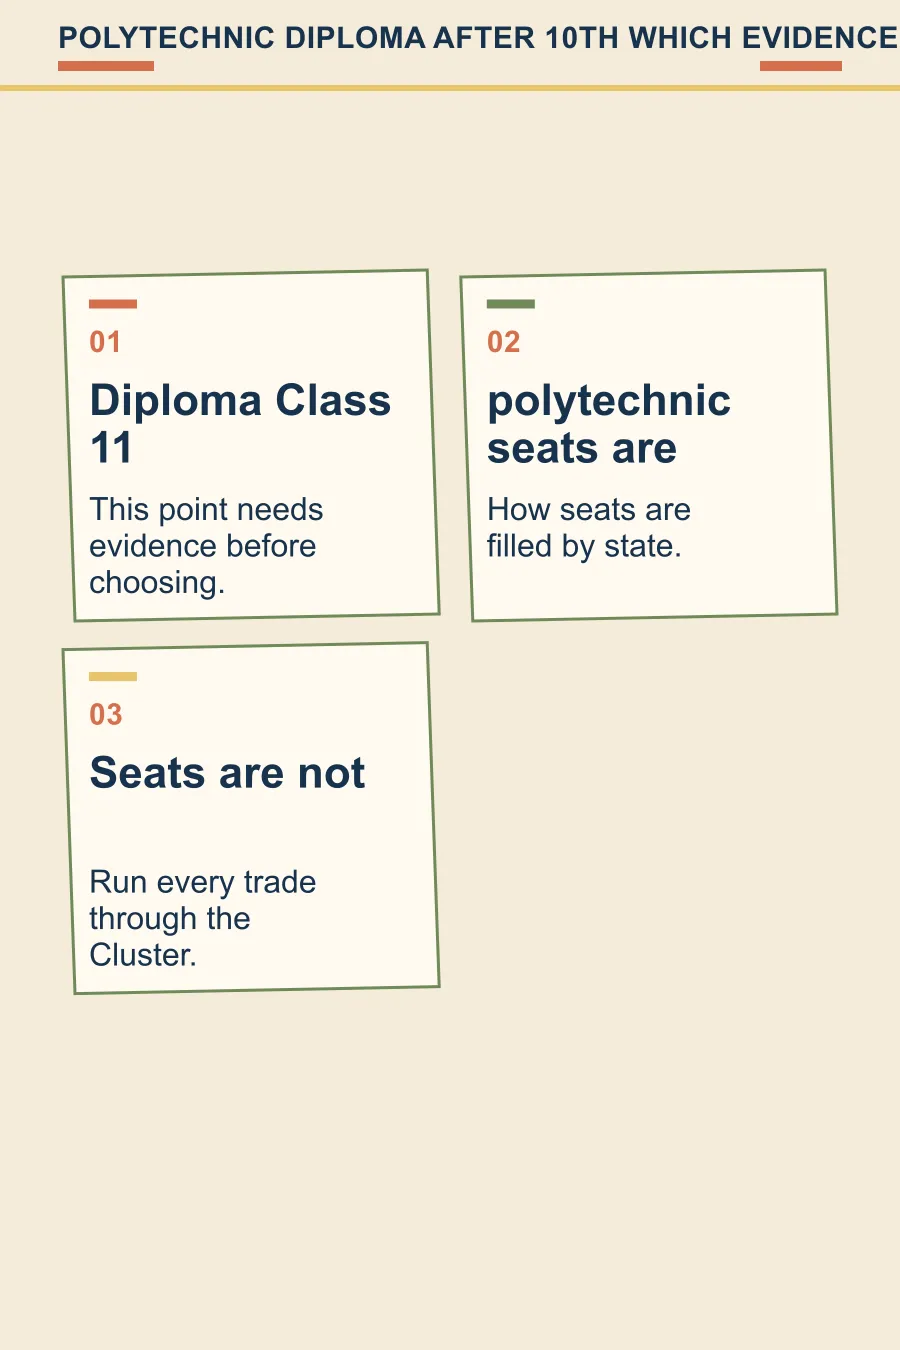 POLYTECHNIC DIPLOMA AFTER 10TH WHICH EVIDENCE
01
Diploma Class
11
This point needs
evidence before
choosing.
02
polytechnic
seats are
How seats are
filled by state.
03
Seats are not
Run every trade
through the
Cluster.